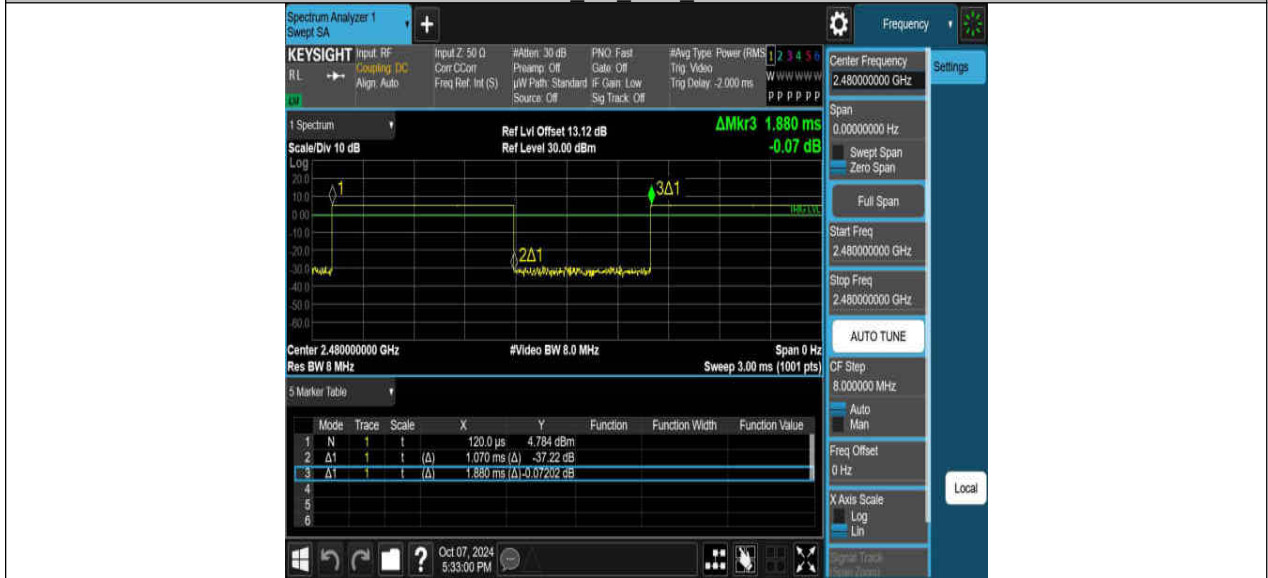 Spectrum Analyzer 1
Swept SA
+
Frequency
KEYSIGHT Input: RF Input Z: 50 Ω #Atten: 30 dB PNO: Fast #Avg Type: Power (RMS 1 2 3 4 5 6
RL Coupling: DC Corr CCorr Preamp: Off Gate: Off Trig: Video W W W W W W
Align: Auto Freq Ref: Int (S) µW Path: Standard IF Gain: Low Trig Delay: -2.000 ms
Source: Off Sig Track: Off P P P P P P
1 Spectrum
Ref Lvl Offset 13.12 dB ΔMkr3 1.880 ms
Scale/Div 10 dB Ref Level 30.00 dBm -0.07 dB
Log
20.0
10.0
0.00
-10.0
-20.0
-30.0
-40.0
-50.0
-60.0
1
3Δ1
2Δ1
TRIG LVL
Center 2.480000000 GHz #Video BW 8.0 MHz Span 0 Hz
Res BW 8 MHz Sweep 3.00 ms (1001 pts)
5 Marker Table
Mode Trace Scale X Y Function Function Width Function Value
1 N 1 t 120.0 µs 4.784 dBm
2 Δ1 1 t (Δ) 1.070 ms (Δ) -37.22 dB
3 Δ1 1 t (Δ) 1.880 ms (Δ) -0.07202 dB
4
5
6
?
Oct 07, 2024
5:33:00 PM
Center Frequency
2.480000000 GHz
Settings
Span
0.00000000 Hz
Swept Span
Zero Span
Full Span
Start Freq
2.480000000 GHz
Stop Freq
2.480000000 GHz
AUTO TUNE
CF Step
8.000000 MHz
Auto
Man
Freq Offset
0 Hz
X Axis Scale
Log
Lin
Local
Signal Track
(Span Zoom)